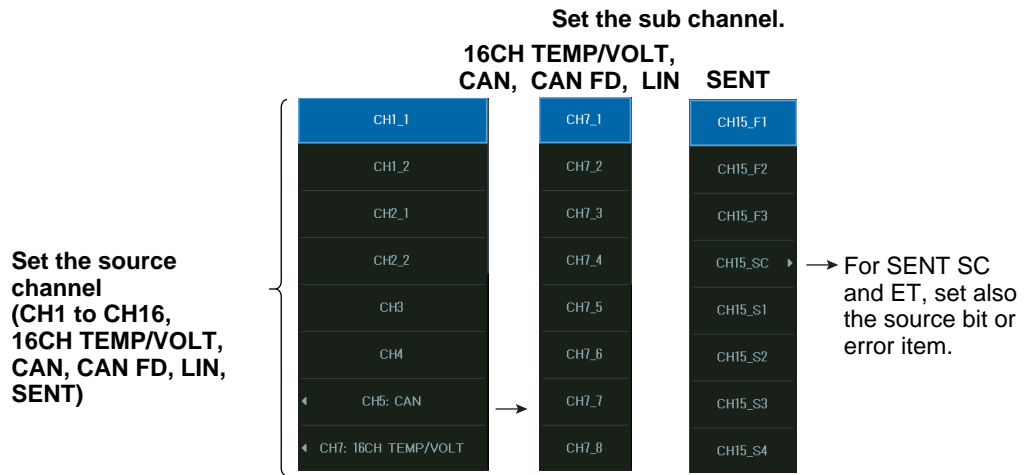 Set the sub channel.
16CH TEMP/VOLT,
CAN, CAN FD, LIN
SENT
CH1_1
CH1_2
CH2_1
CH2_2
CH3
CH4
CH5: CAN
CH7: 16CH TEMP/VOLT
CH7_1
CH7_2
CH7_3
CH7_4
CH7_5
CH7_6
CH7_7
CH7_8
CH15_F1
CH15_F2
CH15_F3
CH15_SC
CH15_S1
CH15_S2
CH15_S3
CH15_S4
Set the source
channel
(CH1 to CH16,
16CH TEMP/VOLT,
CAN, CAN FD, LIN,
SENT)
For SENT SC
and ET, set also
the source bit or
error item.